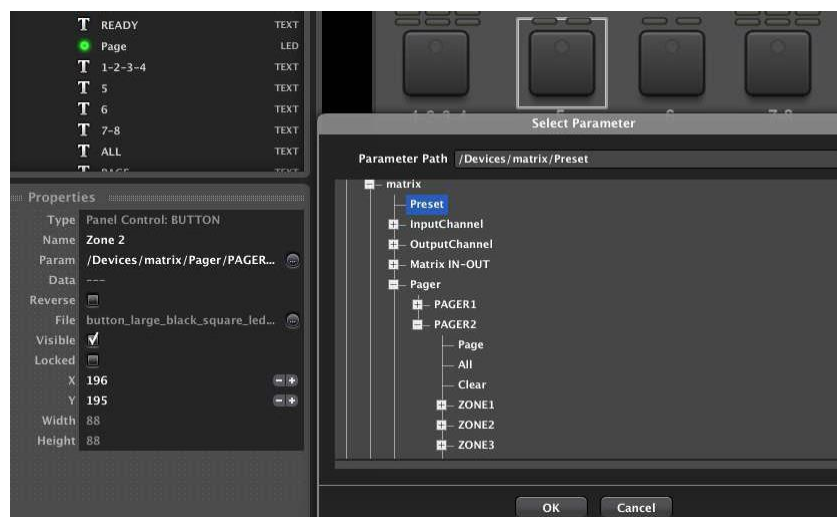 READY TEXT
Page LED
1-2-3-4 TEXT
5 TEXT
6 TEXT
7-8 TEXT
ALL TEXT
Properties
Type Panel Control: BUTTON
Name Zone 2
Param /Devices/matrix/Pager/PAGER...
Data ---
Reverse
File button_large_black_square_led...
Visible
Locked
X 196
Y 195
Width 88
Height 88
Select Parameter
Parameter Path /Devices/matrix/Preset
matrix
Preset
InputChannel
OutputChannel
Matrix IN-OUT
Pager
PAGER1
PAGER2
Page
All
Clear
ZONE1
ZONE2
ZONE3
OK Cancel